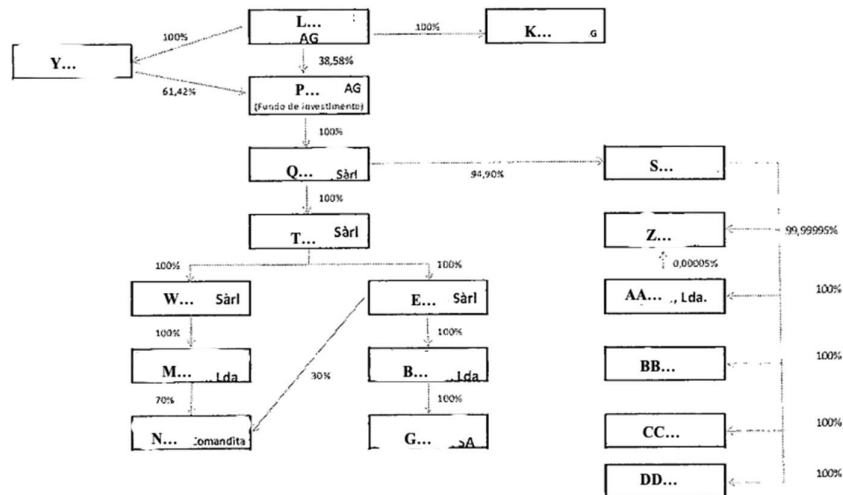 L...
AG
100%
100%
K... G
Y...
38,58%
61,42%
P... AG
(Fundo de investimento)
100%
Q... Sàrl
94,90%
S...
100%
T... Sàrl
Z...
99,99995%
0,00005%
100%
100%
W... Sàrl
E... Sàrl
AA... ., Lda.
100%
100%
100%
M... Lda
30%
B... Lda
BB...
100%
70%
100%
N... Comandita
G... SA
CC...
100%
DD...
100%